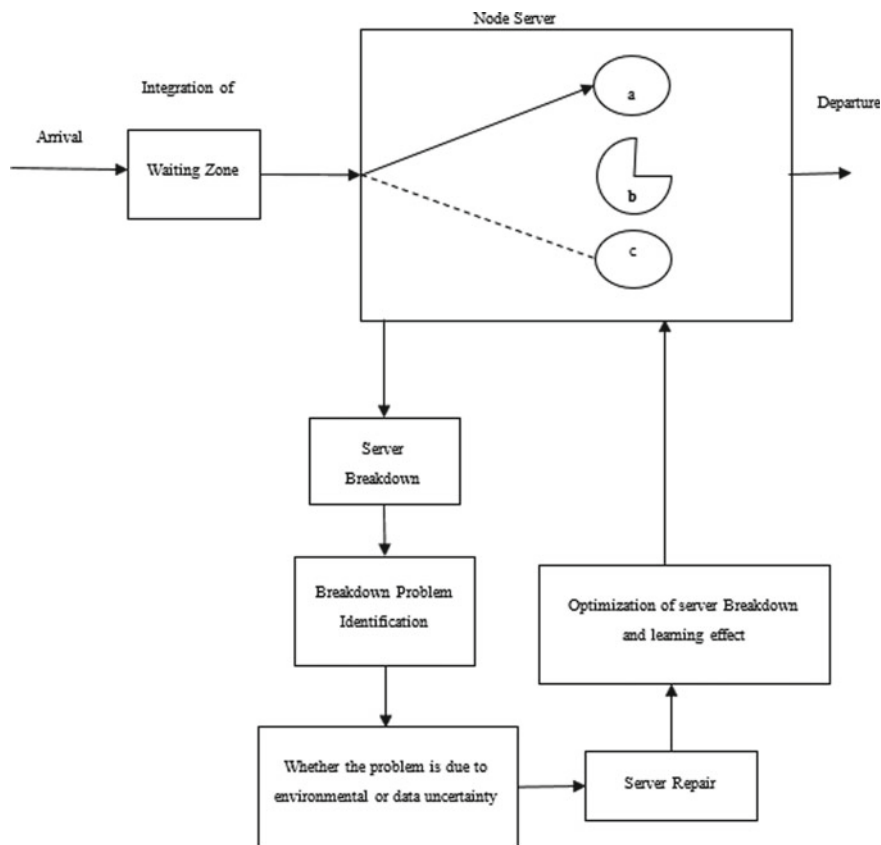 Node Server
a
Integration of
Departure
Arrival
Waiting Zone
b
c
Server
Breakdown
Breakdown Problem
Identification
Optimization of server Breakdown
and learning effect
Whether the problem is due to
environmental or data uncertainty
Server Repair